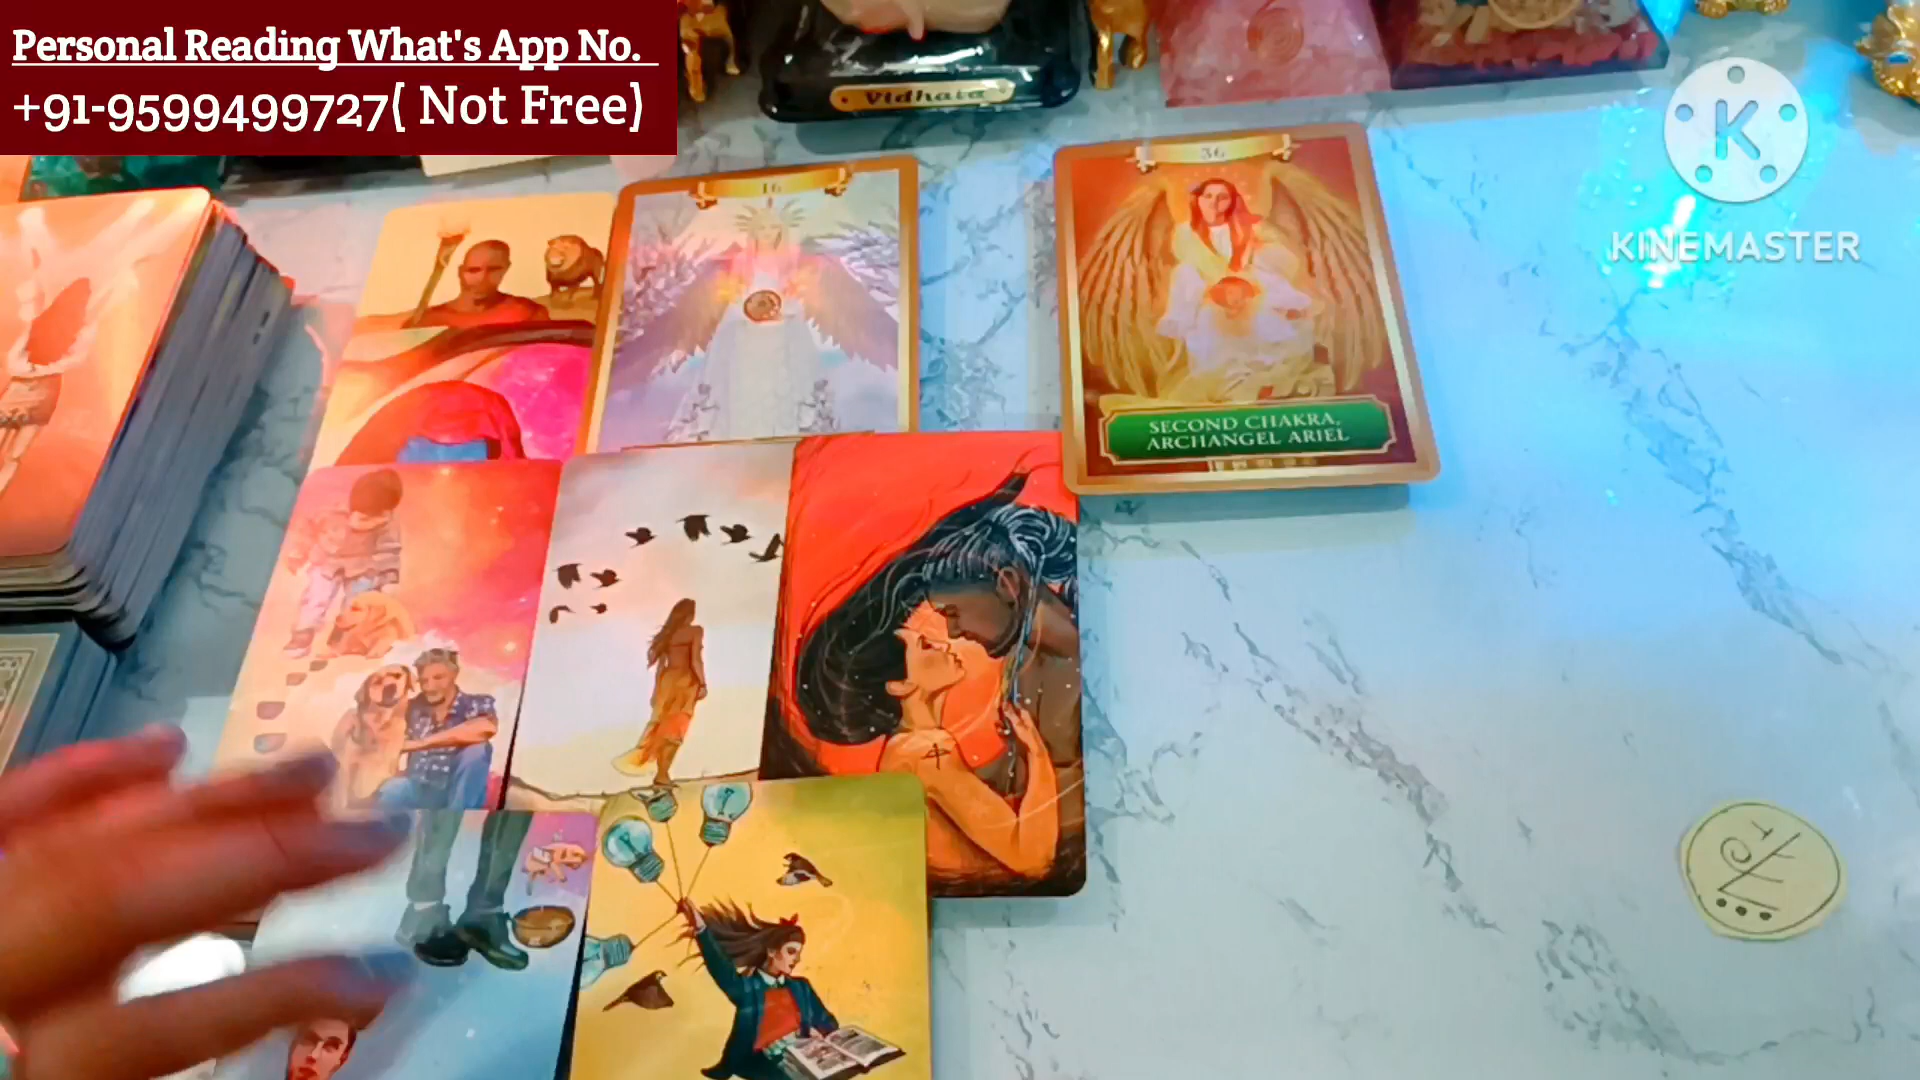 Personal Reading What's App No.
+91-9599499727( Not Free)
Vidhata
16
36
K
KINEMASTER
SECOND CHAKRA,
ARCHANGEL ARIEL